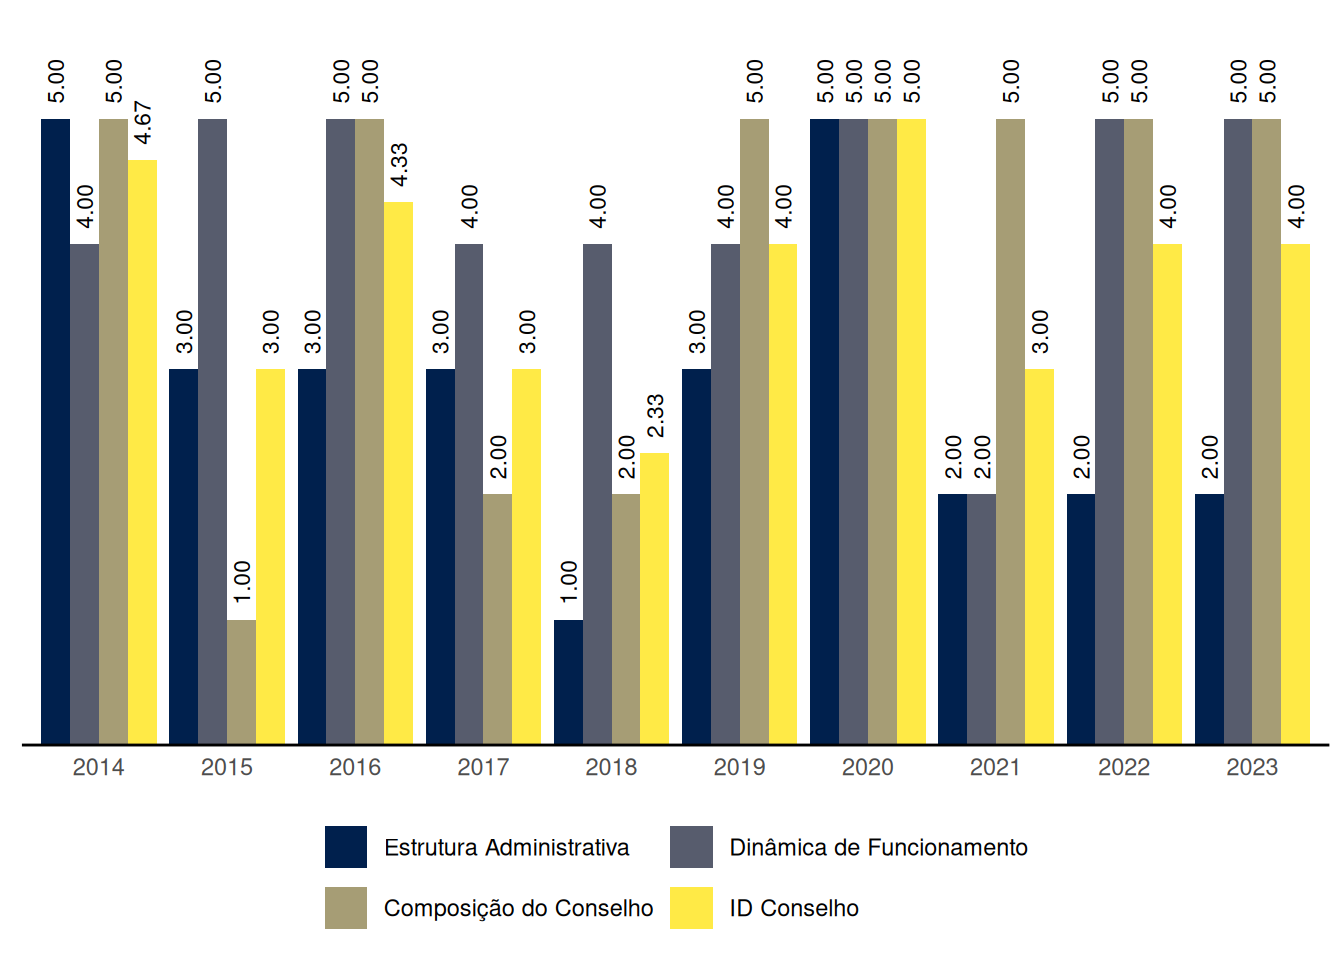 5.00 4.00 5.00 4.67 3.00 5.00 1.00 3.00 3.00 5.00 5.00 4.33 3.00 4.00 2.00 3.00 1.00 4.00 2.00 2.33 3.00 4.00 5.00 4.00 5.00 5.00 5.00 5.00 2.00 2.00 5.00 3.00 2.00 5.00 5.00 4.00 2.00 5.00 5.00 4.00
2014 2015 2016 2017 2018 2019 2020 2021 2022 2023
Estrutura Administrativa Dinâmica de Funcionamento
Composição do Conselho ID Conselho